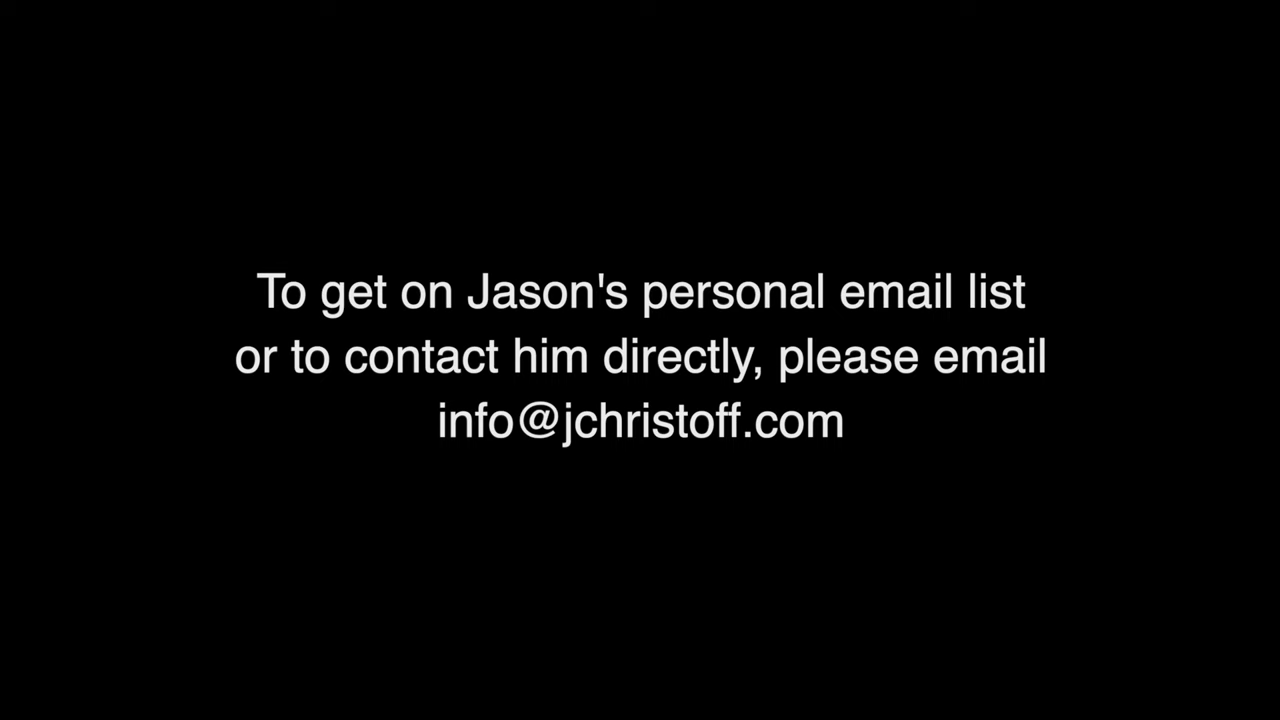 To get on Jason's personal email list
or to contact him directly, please email
info@jchristoff.com